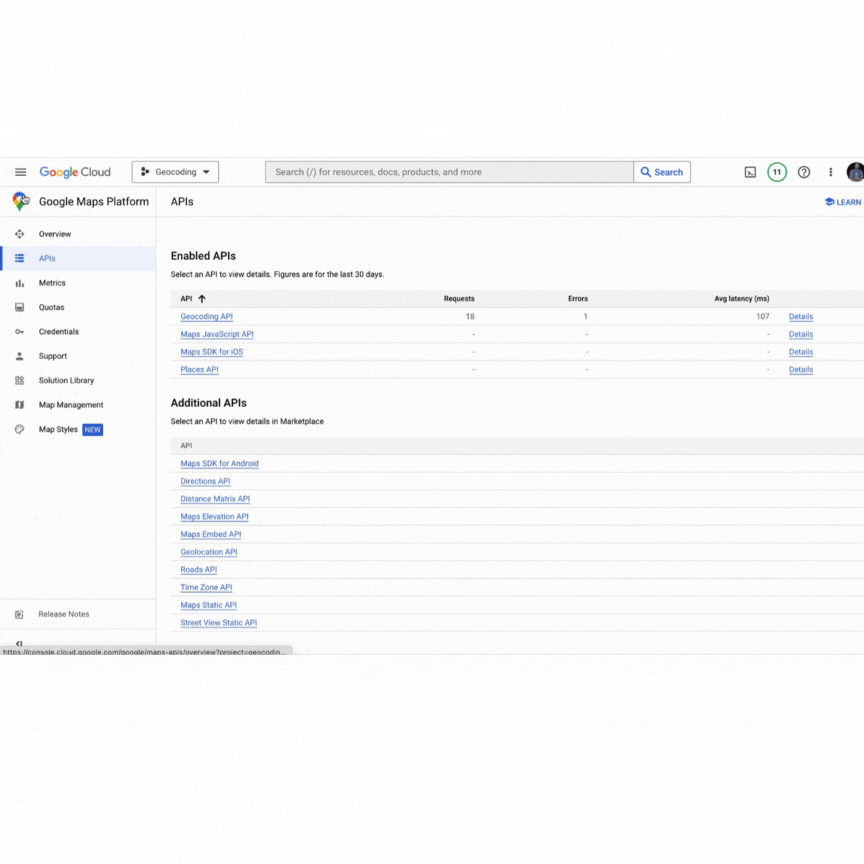 Google Cloud
Geocoding
Search (/) for resources, docs, products, and more
Search
11
Google Maps Platform
APIs
LEARN
Overview
APIs
Metrics
Quotas
Credentials
Support
Solution Library
Map Management
Map Styles NEW
Release Notes
Enabled APIs
Select an API to view details. Figures are for the last 30 days.
API Requests Errors Avg latency (ms)
Geocoding API 18 1 107 Details
Maps JavaScript API - - - Details
Maps SDK for iOS - - - Details
Places API - - - Details
Additional APIs
Select an API to view details in Marketplace
API
Maps SDK for Android
Directions API
Distance Matrix API
Maps Elevation API
Maps Embed API
Geolocation API
Roads API
Time Zone API
Maps Static API
Street View Static API
https://console.cloud.google.com/google/maps-apis/overview?project=geocodin...